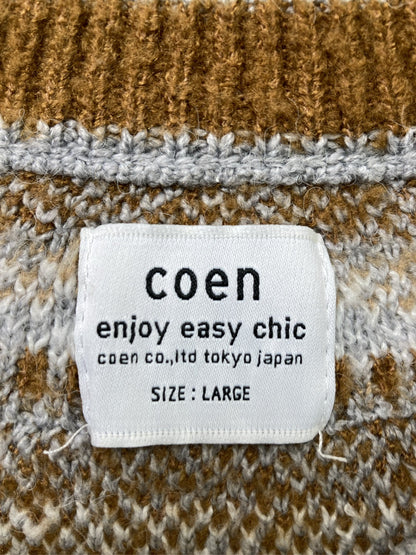 coen
enjoy easy chic
coen co.,ltd tokyo japan
SIZE : LARGE